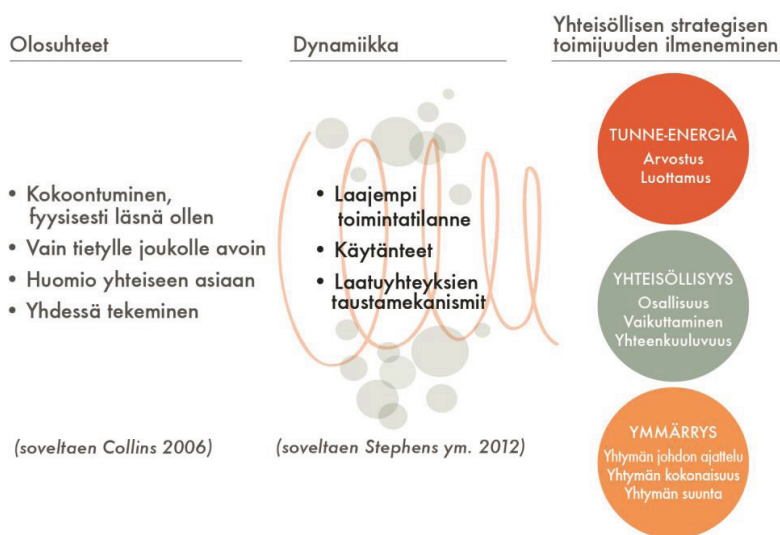 Olosuhteet
• Kokoontuminen,
fyysisesti läsnä ollen
• Vain tietylle joukolle avoin
• Huomio yhteiseen asiaan
• Yhdessä tekeminen
(soveltaen Collins 2006)
Dynamiikka
• Laajempi
toimintatilanne
• Käytänteet
• Laatuyhteyksien
taustamekanismit
(soveltaen Stephens ym. 2012)
Yhteisöllisen strategisen
toimijuuden ilmeneminen
TUNNE-ENERGIA
Arvostus
Luottamus
YHTEISÖLLISYYS
Osallisuus
Vaikuttaminen
Yhteenkuuluvuus
YMMÄRRYS
Yhtymän johdon ajattelu
Yhtymän kokonaisuus
Yhtymän suunta